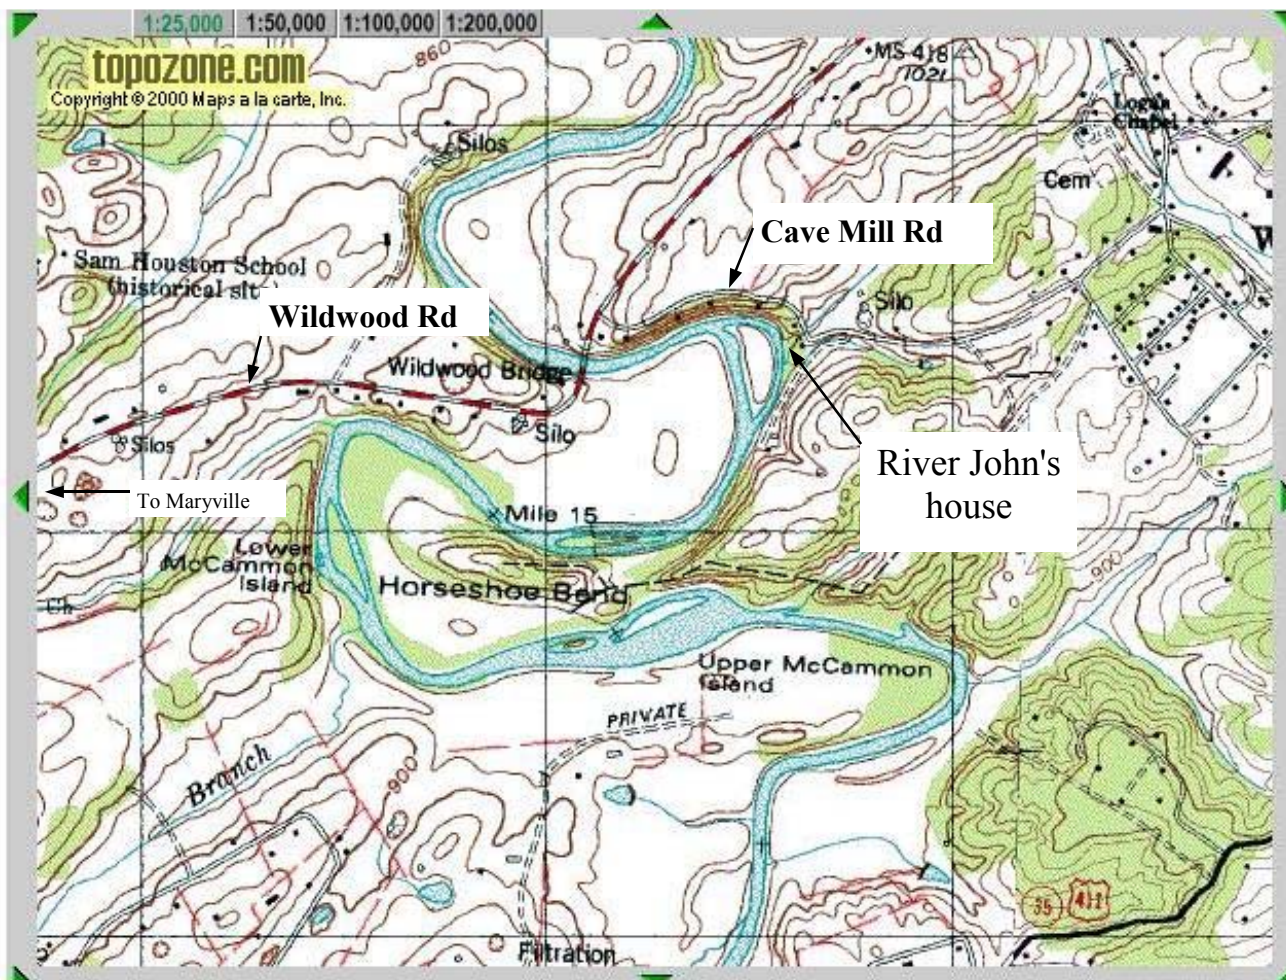 1:25,000 1:50,000 1:100,000 1:200,000
topozone.com
Copyright © 2000 Maps a la carte, Inc.
860
MS 418
1021
Logan
Chapel
Silos
Cem
Cave Mill Rd
W
Sam Houston School
(historical sit
Silo
Wildwood Rd
Wildwood Bridge
Silo
Silos
River John's
house
To Maryville
Mile 15
Lower
McCammon
Island
900
Horseshoe Bend
Ch
Upper McCammon
Island
PRIVATE
Branch
900
35 411
Filtration